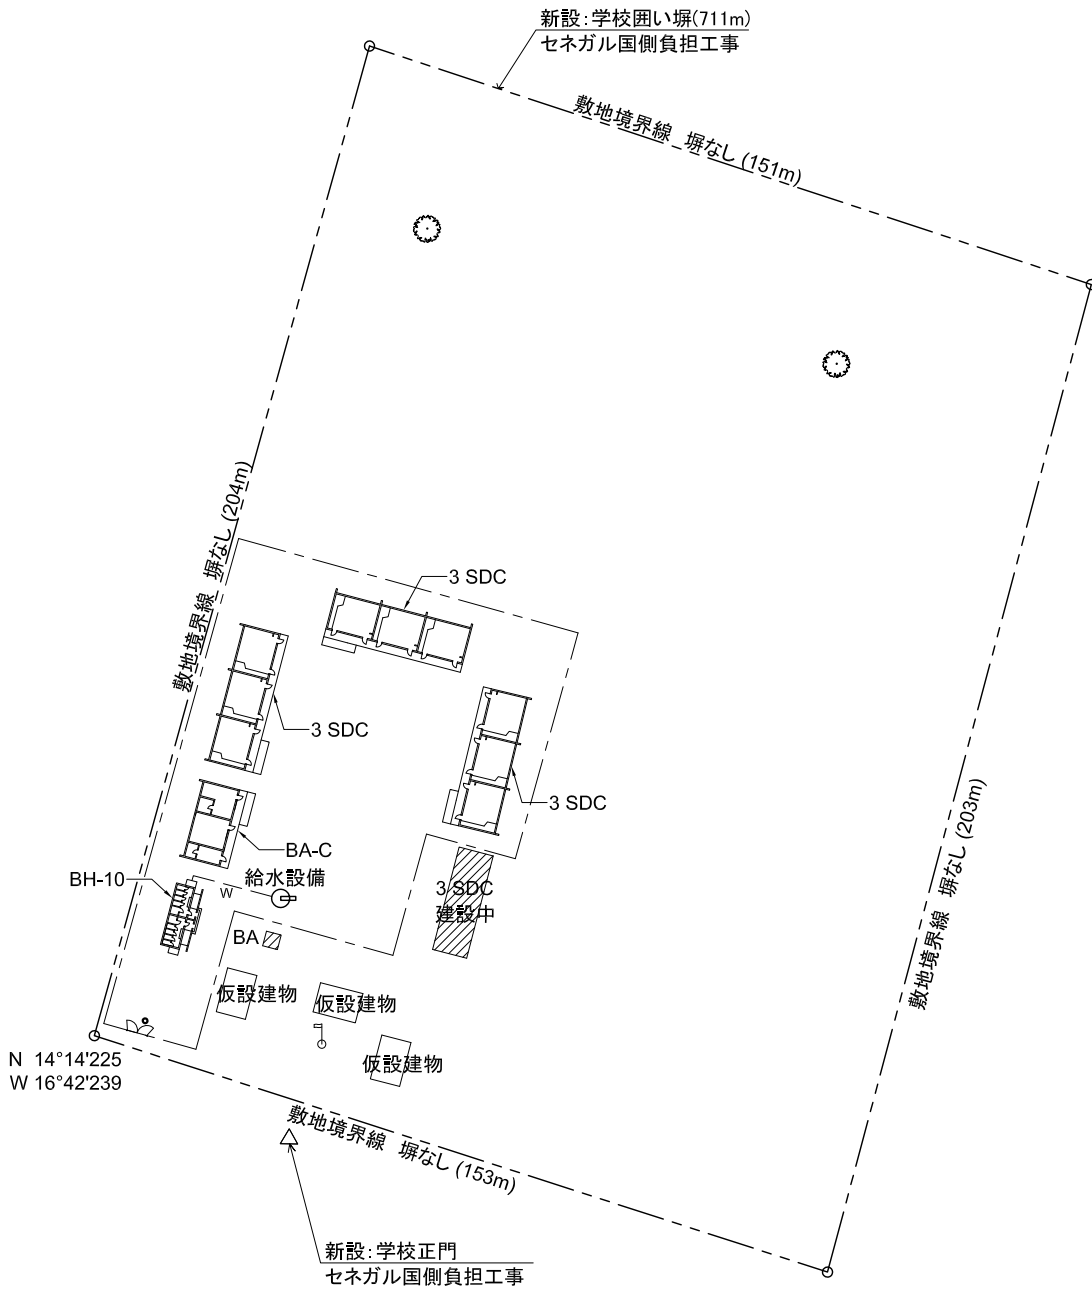 新設:学校囲い塀(711m)
セネガル国側負担工事
敷地境界線 塀なし (151m)
敷地境界線 塀なし (204m)
3 SDC
3 SDC
3 SDC
敷地境界線 塀なし (203m)
BA-C
BH-10
給水設備
W
3 SDC
建設中
BA
仮設建物
仮設建物
仮設建物
N 14°14'225
W 16°42'239
敷地境界線 塀なし (153m)
新設:学校正門
セネガル国側負担工事